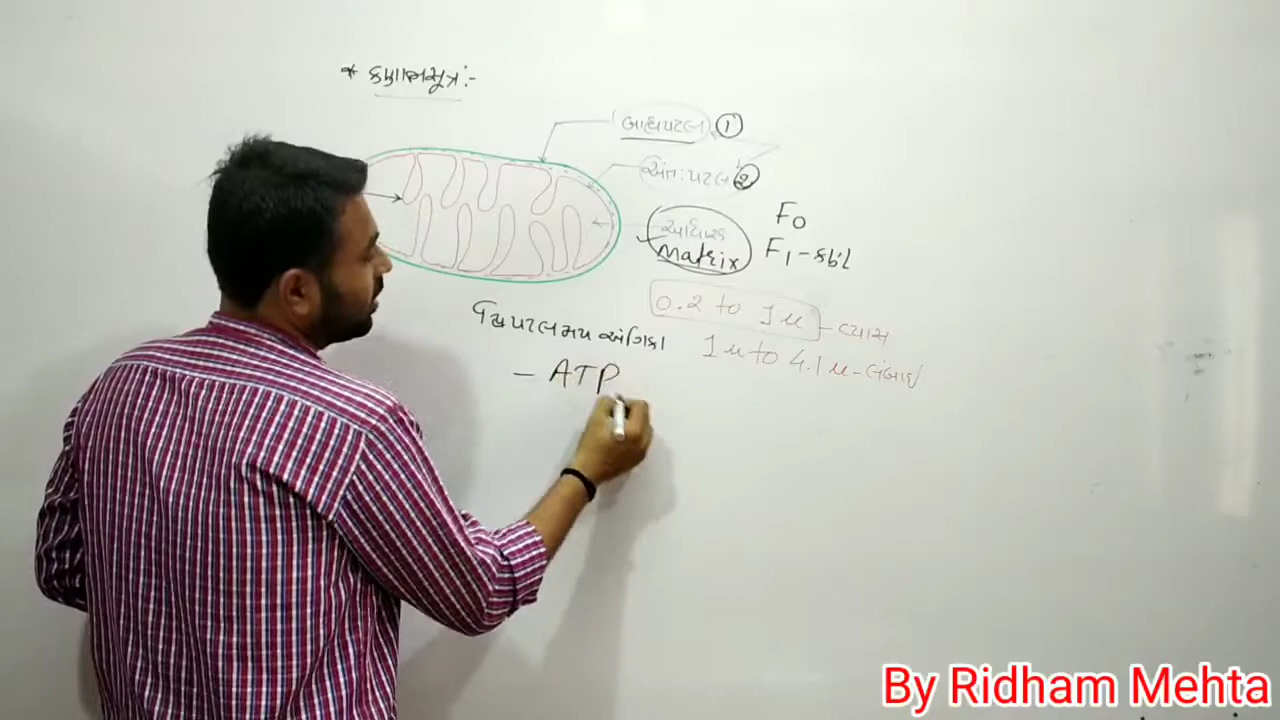 * કણાભસૂત્ર :-
બાહ્યપટલ ①
અંત:પટલ ②
આધારક
Matrix
F0
F1 - કણ
0.2 to 1 u - વ્યાસ
1 u to 4.1 u - લંબાઈ
દ્વિપટલમય અંગિકા
- ATP
By Ridham Mehta